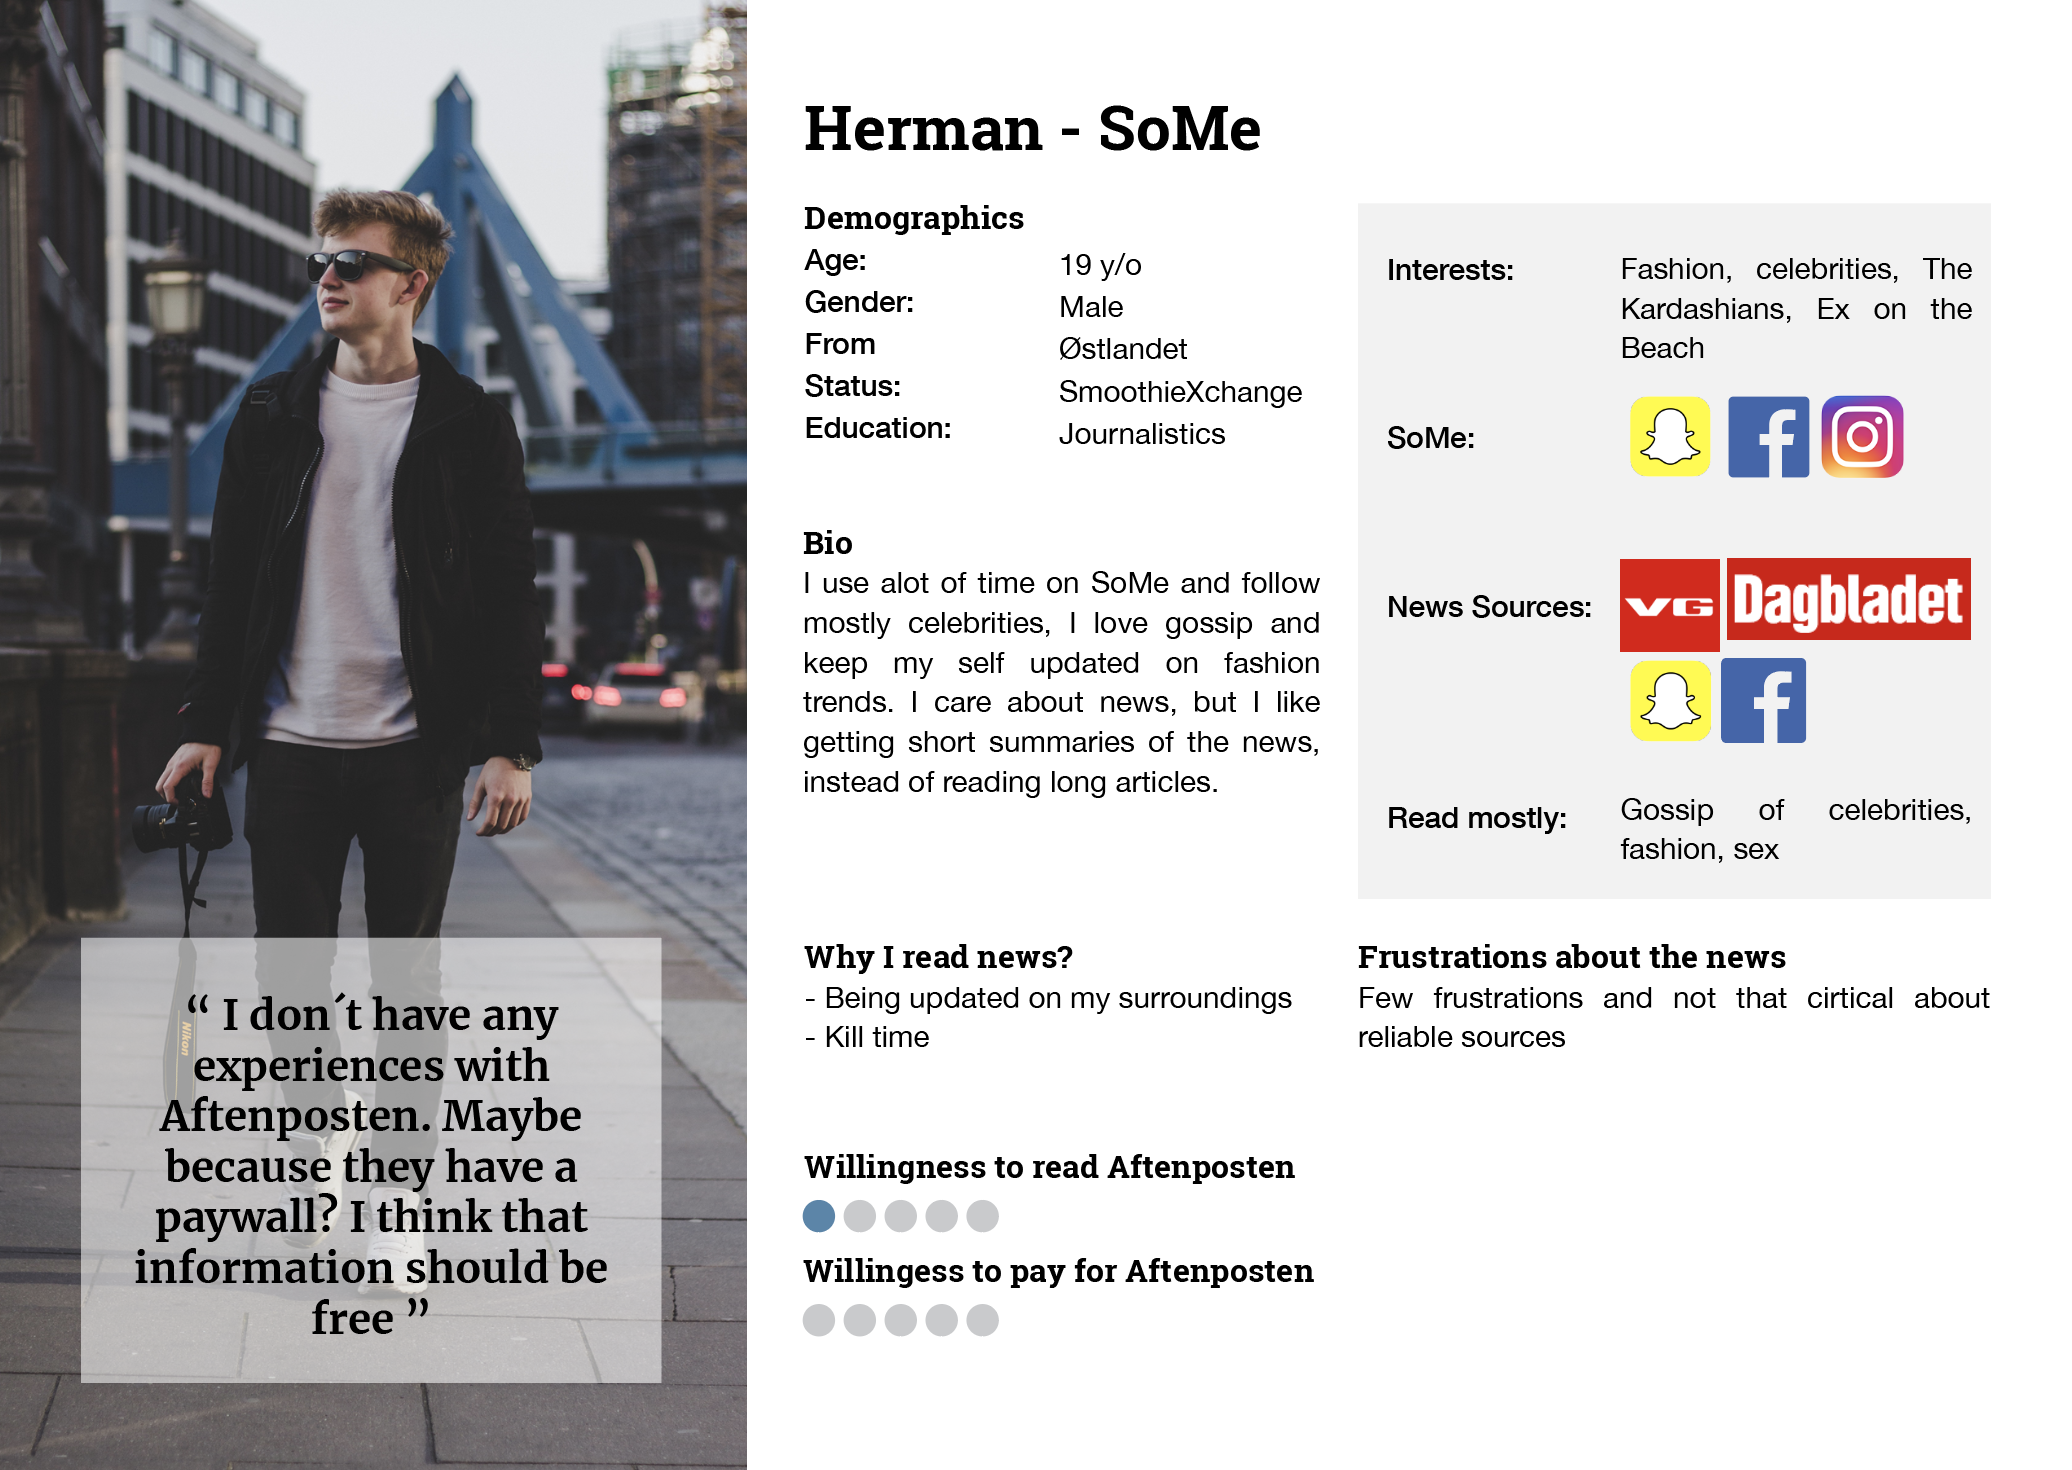 Herman - SoMe
Demographics
Age: 19 y/o
Gender: Male
From Østlandet
Status: SmoothieXchange
Education: Journalistics
Bio
I use alot of time on SoMe and follow
mostly celebrities, I love gossip and
keep my self updated on fashion
trends. I care about news, but I like
getting short summaries of the news,
instead of reading long articles.
Interests: Fashion, celebrities, The
Kardashians, Ex on the
Beach
SoMe:
News Sources: VG Dagbladet
Read mostly: Gossip of celebrities,
fashion, sex
Why I read news?
- Being updated on my surroundings
- Kill time
Frustrations about the news
Few frustrations and not that cirtical about
reliable sources
Willingness to read Aftenposten
Willingess to pay for Aftenposten
“ I don´t have any
experiences with
Aftenposten. Maybe
because they have a
paywall? I think that
information should be
free ”
Nikon